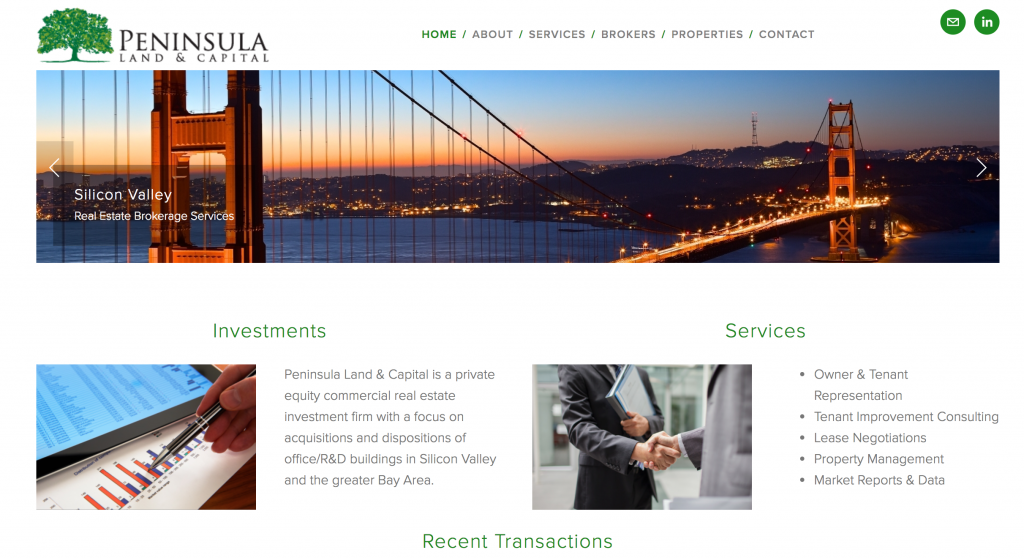 PENINSULA
LAND & CAPITAL
HOME / ABOUT / SERVICES / BROKERS / PROPERTIES / CONTACT
in
Silicon Valley
Real Estate Brokerage Services
Investments
Peninsula Land & Capital is a private
equity commercial real estate
investment firm with a focus on
acquisitions and dispositions of
office/R&D buildings in Silicon Valley
and the greater Bay Area.
Services
• Owner & Tenant
Representation
• Tenant Improvement Consulting
• Lease Negotiations
• Property Management
• Market Reports & Data
Recent Transactions